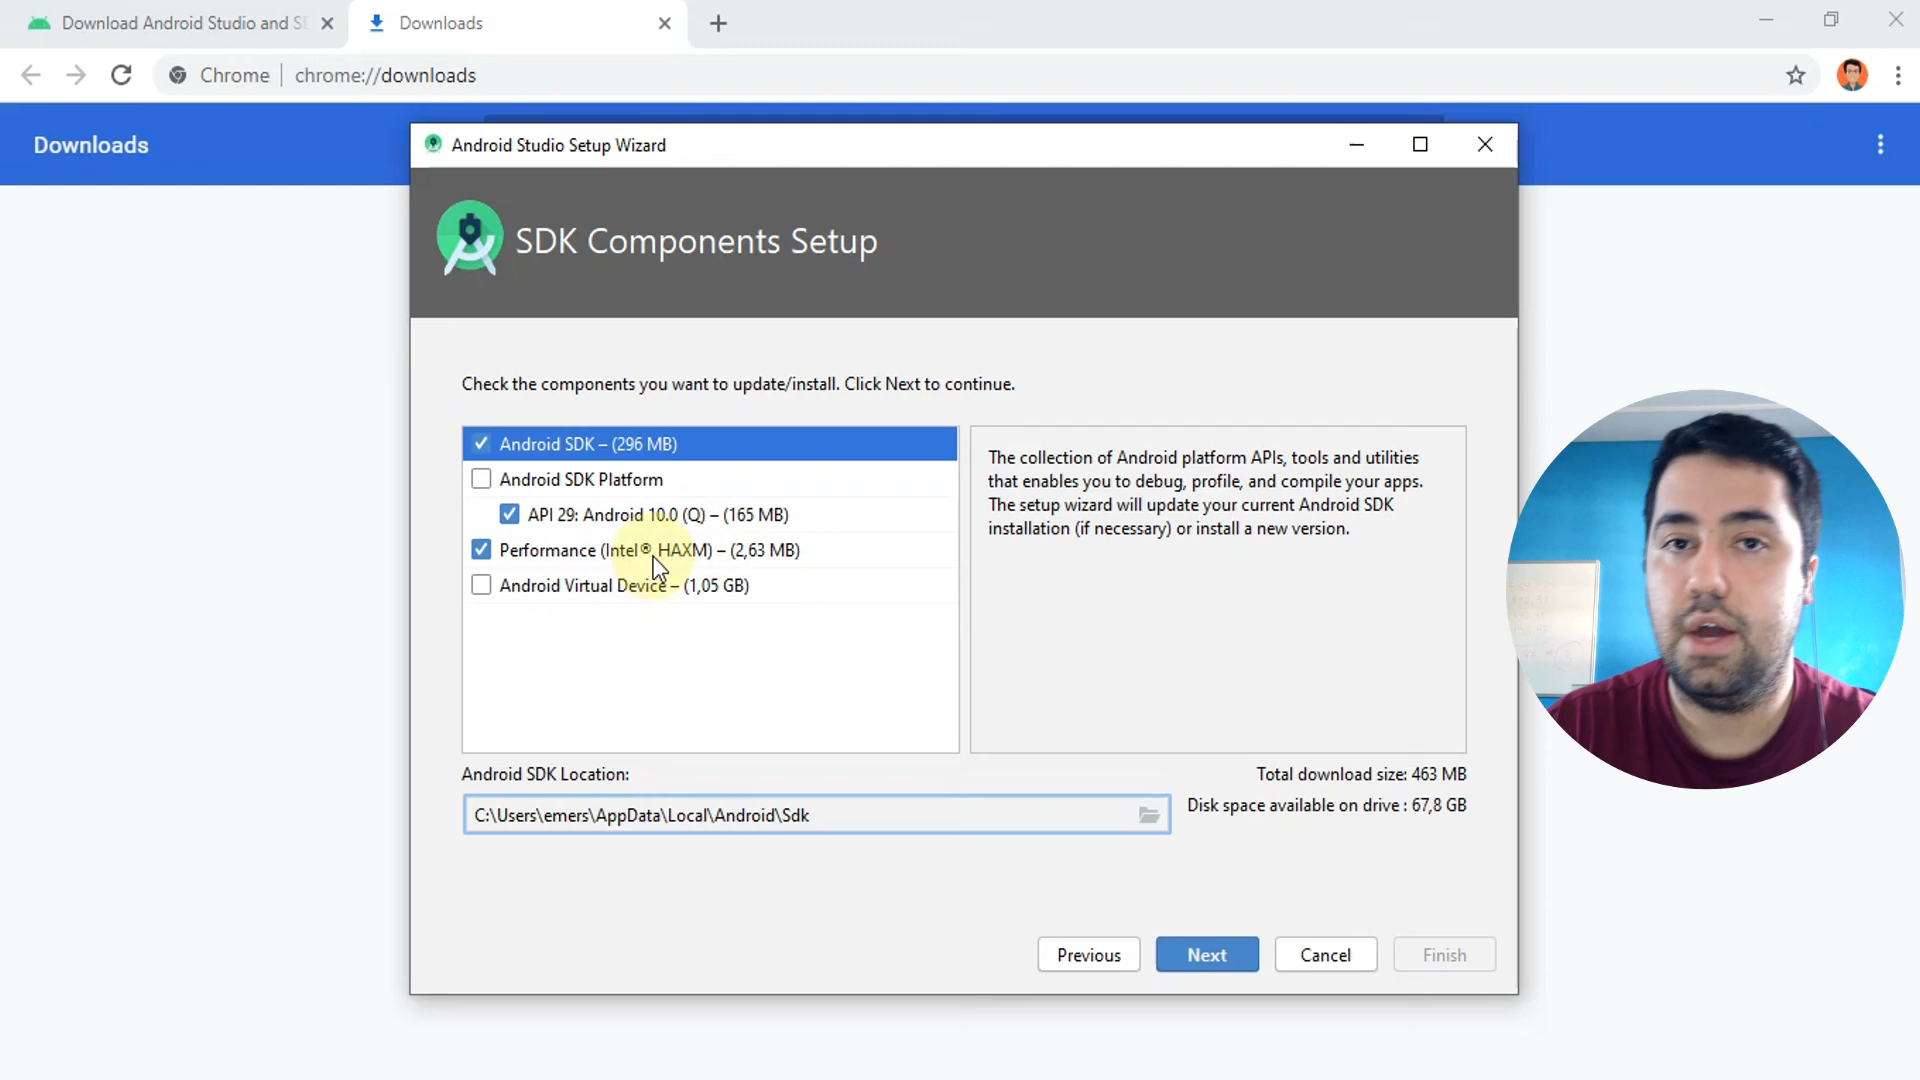 Download Android Studio and SD
Downloads
Chrome
chrome://downloads
Downloads
Android Studio Setup Wizard
SDK Components Setup
Check the components you want to update/install. Click Next to continue.
Android SDK – (296 MB)
Android SDK Platform
API 29: Android 10.0 (Q) – (165 MB)
Performance (Intel® HAXM) – (2,63 MB)
Android Virtual Device – (1,05 GB)
The collection of Android platform APIs, tools and utilities
that enables you to debug, profile, and compile your apps.
The setup wizard will update your current Android SDK
installation (if necessary) or install a new version.
Android SDK Location:
C:\Users\emers\AppData\Local\Android\Sdk
Total download size: 463 MB
Disk space available on drive : 67,8 GB
Previous
Next
Cancel
Finish